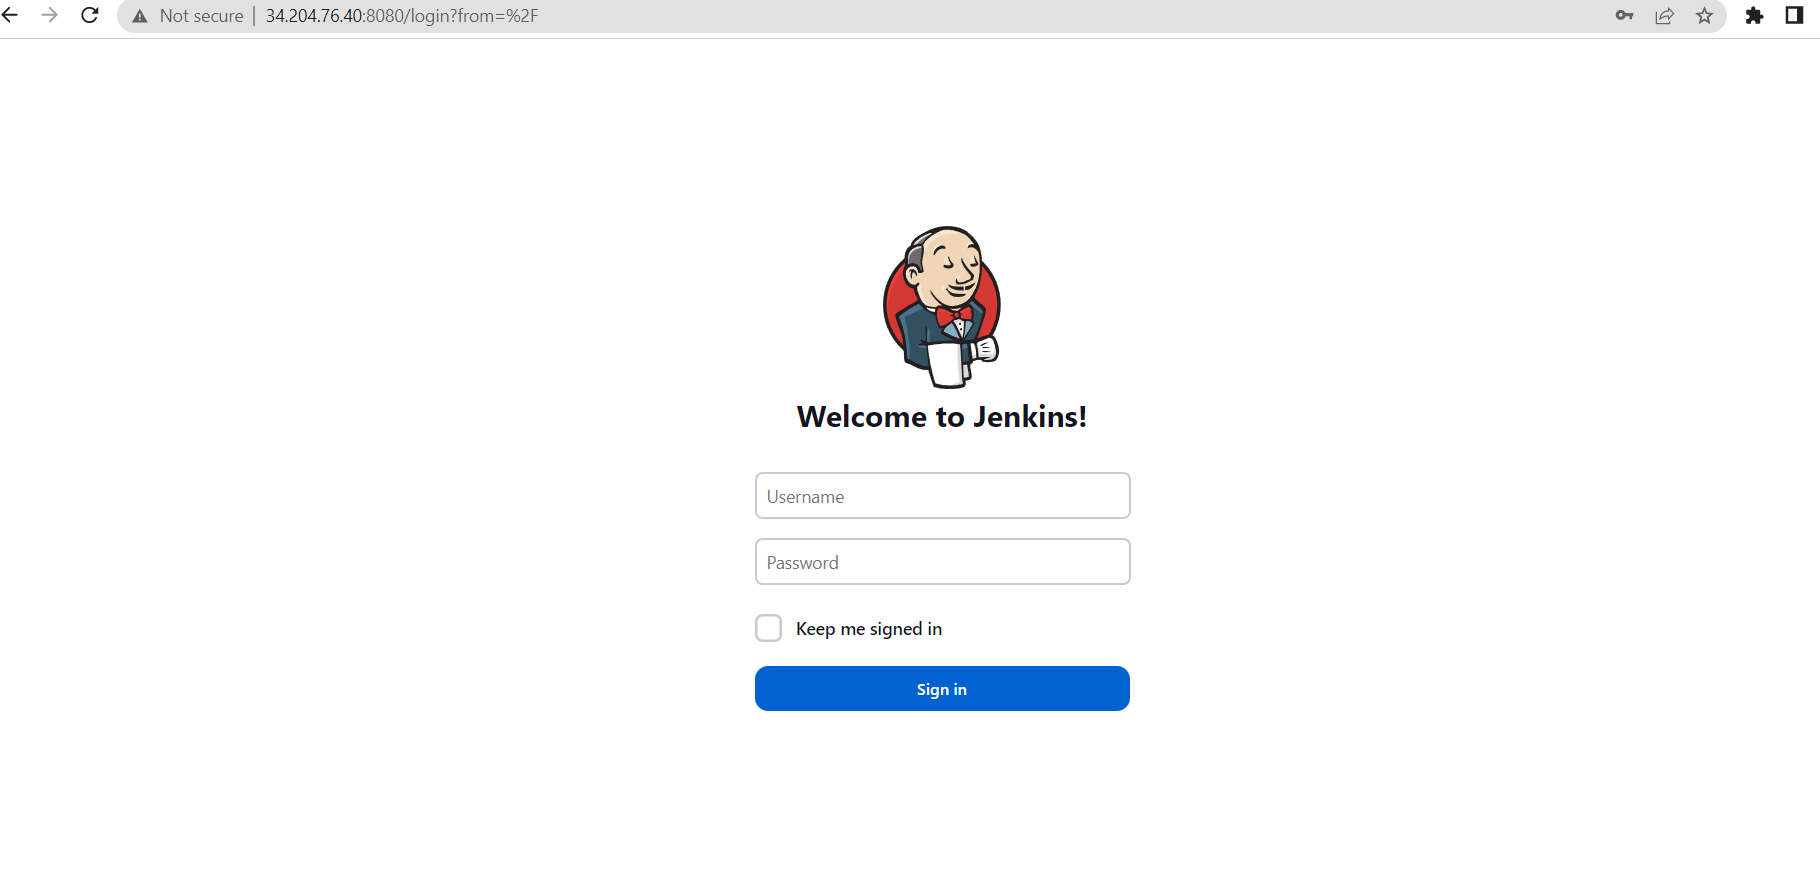 Not secure | 34.204.76.40:8080/login?from=%2F
Welcome to Jenkins!
Username
Password
Keep me signed in
Sign in